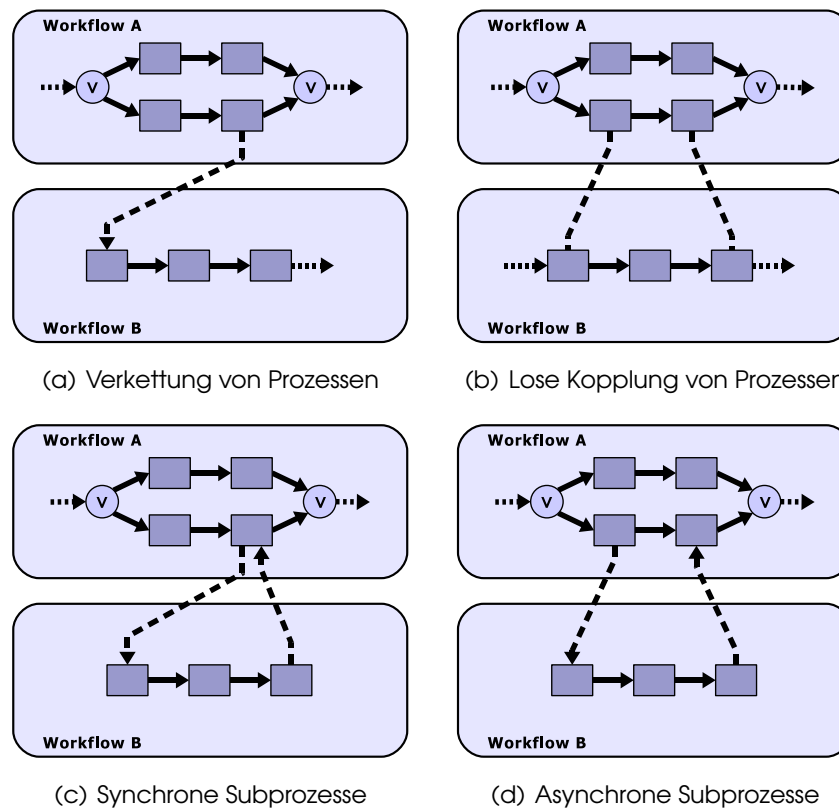 Workflow A
V
V
Workflow B
(a) Verkettung von Prozessen
Workflow A
V
V
Workflow B
(b) Lose Kopplung von Prozessen
Workflow A
V
V
Workflow B
(c) Synchrone Subprozesse
Workflow A
V
V
Workflow B
(d) Asynchrone Subprozesse